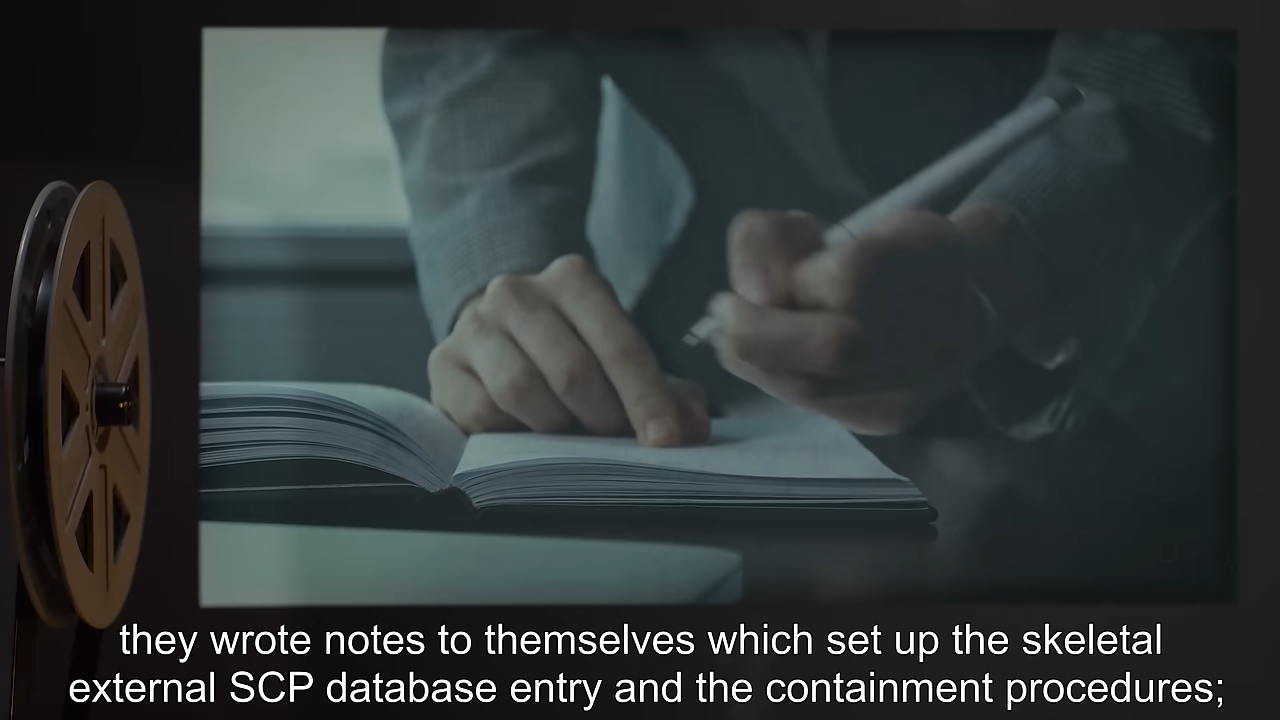 they wrote notes to themselves which set up the skeletal
external SCP database entry and the containment procedures;